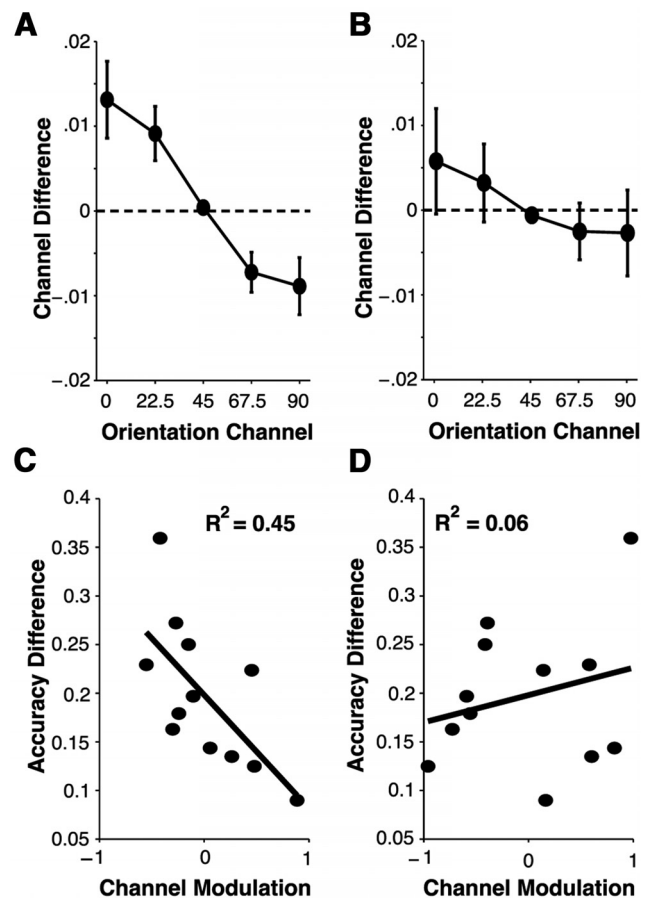 A
B
.02
.01
0
–.01
–.02
Channel Difference
0 22.5 45 67.5 90
Orientation Channel
.02
.01
0
–.01
–.02
Channel Difference
0 22.5 45 67.5 90
Orientation Channel
C
D
0.4
0.35
0.3
0.25
0.2
0.15
0.1
0.05
Accuracy Difference
R² = 0.45
–1 0 1
Channel Modulation
0.4
0.35
0.3
0.25
0.2
0.15
0.1
0.05
Accuracy Difference
R² = 0.06
–1 0 1
Channel Modulation